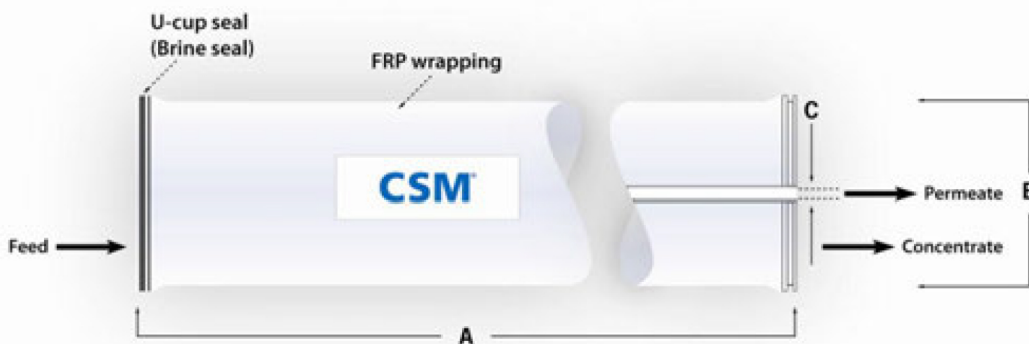 U-cup seal
(Brine seal)
FRP wrapping
C
CSM®
Permeate
B
Feed
Concentrate
A